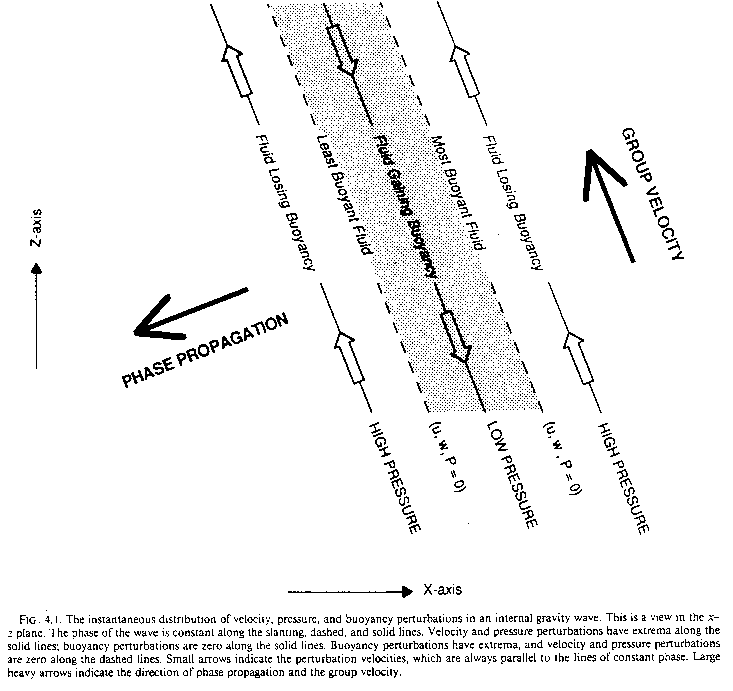 Fluid Losing Buoyancy
Least Buoyant Fluid
Fluid Gaining Buoyancy
Most Buoyant Fluid
Fluid Losing Buoyancy
GROUP VELOCITY
Z-axis
PHASE PROPAGATION
HIGH PRESSURE
(u, w, P = 0)
LOW PRESSURE
(u, w, P = 0)
HIGH PRESSURE
X-axis
FIG. 4.1. The instantaneous distribution of velocity, pressure, and buoyancy perturbations in an internal gravity wave. This is a view in the x–
z plane. The phase of the wave is constant along the slanting, dashed, and solid lines. Velocity and pressure perturbations have extrema along the
solid lines; buoyancy perturbations are zero along the solid lines. Buoyancy perturbations have extrema, and velocity and pressure perturbations
are zero along the dashed lines. Small arrows indicate the perturbation velocities, which are always parallel to the lines of constant phase. Large
heavy arrows indicate the direction of phase propagation and the group velocity.